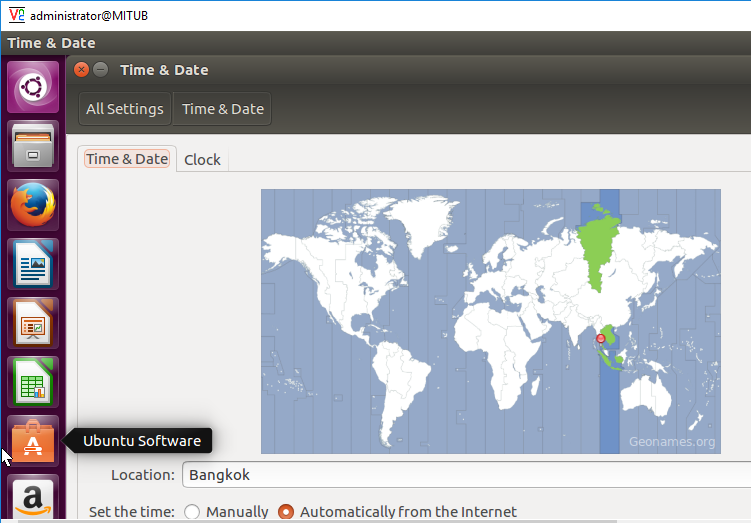 administrator@MITUB
Time & Date
Time & Date
All Settings
Time & Date
Time & Date
Clock
Geonames.org
Ubuntu Software
Location:
Bangkok
Set the time:
Manually
Automatically from the Internet